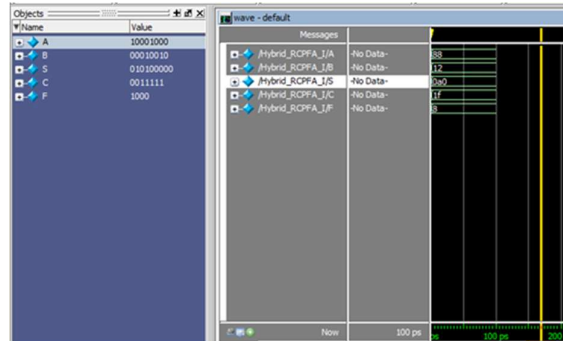 Objects
Name Value
A 10001000
B 00010010
S 010100000
C 0011111
F 1000
wave - default
Messages
/Hybrid_RCPFA_I/A -No Data- 88
/Hybrid_RCPFA_I/B -No Data- 12
/Hybrid_RCPFA_I/S -No Data- 0a0
/Hybrid_RCPFA_I/C -No Data- 1f
/Hybrid_RCPFA_I/F -No Data- 8
Now 100 ps ps 100 ps 200